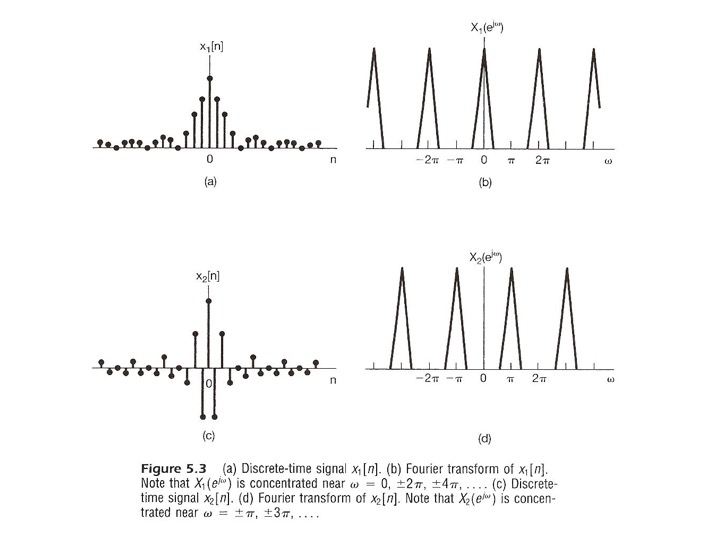 x₁[n]
0
n
(a)
X₁(e^jω)
−2π −π 0 π 2π ω
(b)
x₂[n]
0
n
(c)
X₂(e^jω)
−2π −π 0 π 2π ω
(d)
Figure 5.3 (a) Discrete-time signal x₁[n]. (b) Fourier transform of x₁[n].
Note that X₁(e^jω) is concentrated near ω = 0, ±2π, ±4π, .... (c) Discrete-
time signal x₂[n]. (d) Fourier transform of x₂[n]. Note that X₂(e^jω) is concen-
trated near ω = ±π, ±3π, ....